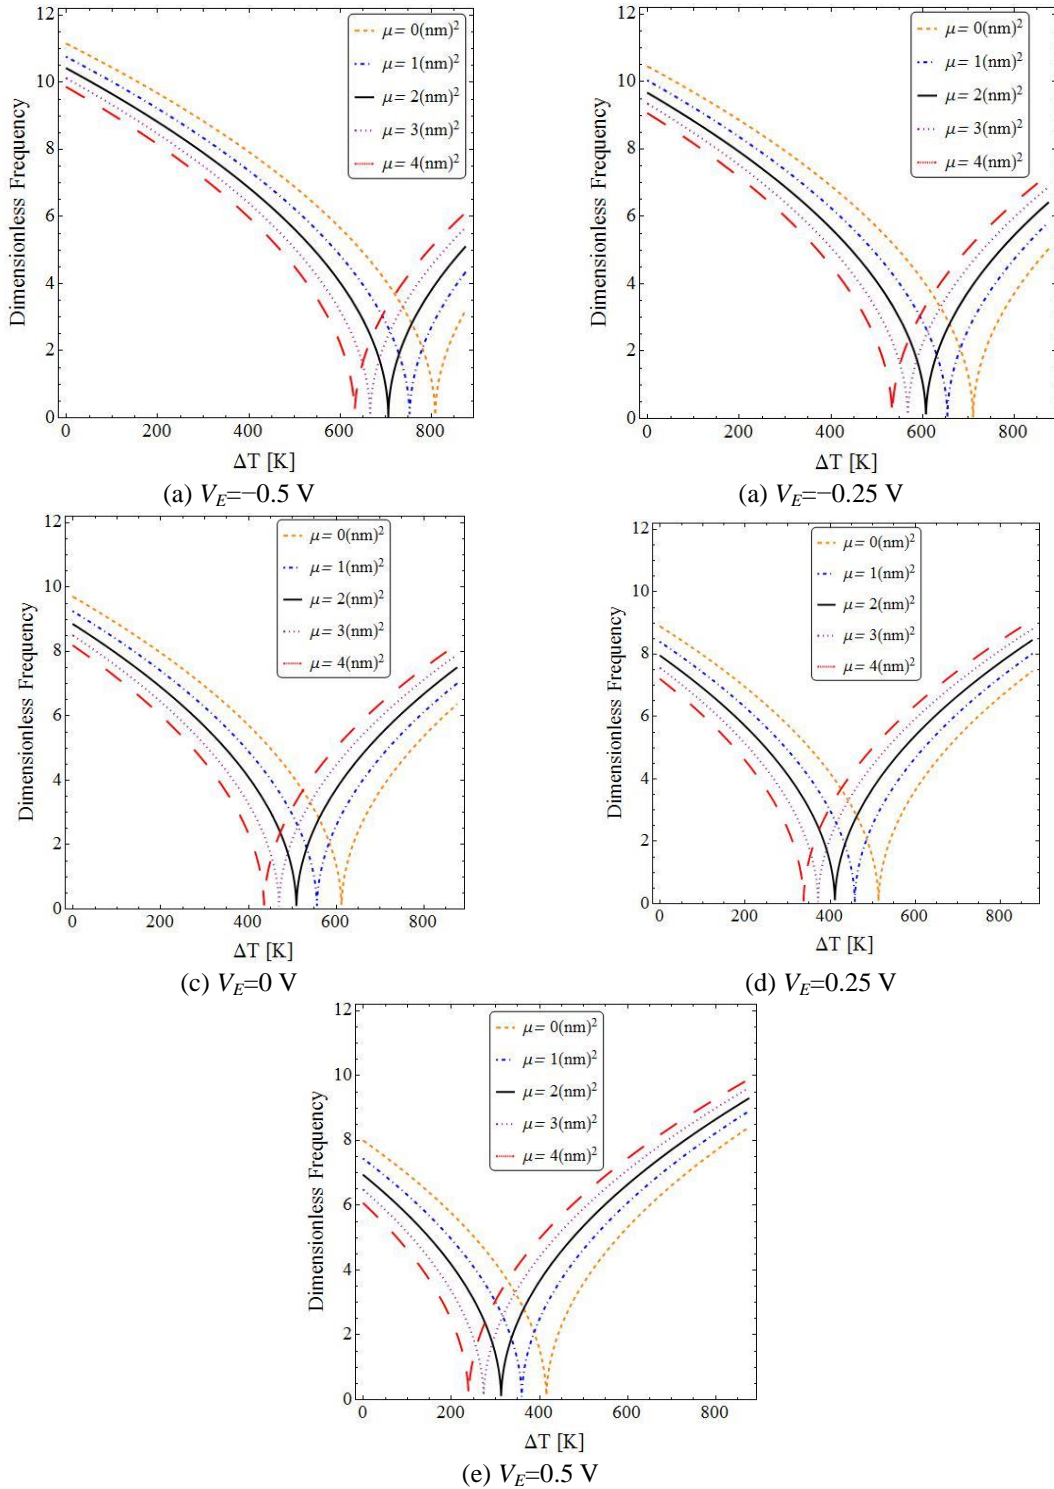 12
10
8
6
4
2
0
Dimensionless Frequency
μ= 0(nm)²
μ= 1(nm)²
μ= 2(nm)²
μ= 3(nm)²
μ= 4(nm)²
0 200 400 600 800
ΔT [K]
(a) V_E=−0.5 V
12
10
8
6
4
2
0
Dimensionless Frequency
μ= 0(nm)²
μ= 1(nm)²
μ= 2(nm)²
μ= 3(nm)²
μ= 4(nm)²
0 200 400 600 800
ΔT [K]
(a) V_E=−0.25 V
12
10
8
6
4
2
0
Dimensionless Frequency
μ= 0(nm)²
μ= 1(nm)²
μ= 2(nm)²
μ= 3(nm)²
μ= 4(nm)²
0 200 400 600 800
ΔT [K]
(c) V_E=0 V
12
10
8
6
4
2
0
Dimensionless Frequency
μ= 0(nm)²
μ= 1(nm)²
μ= 2(nm)²
μ= 3(nm)²
μ= 4(nm)²
0 200 400 600 800
ΔT [K]
(d) V_E=0.25 V
12
10
8
6
4
2
0
Dimensionless Frequency
μ= 0(nm)²
μ= 1(nm)²
μ= 2(nm)²
μ= 3(nm)²
μ= 4(nm)²
0 200 400 600 800
ΔT [K]
(e) V_E=0.5 V